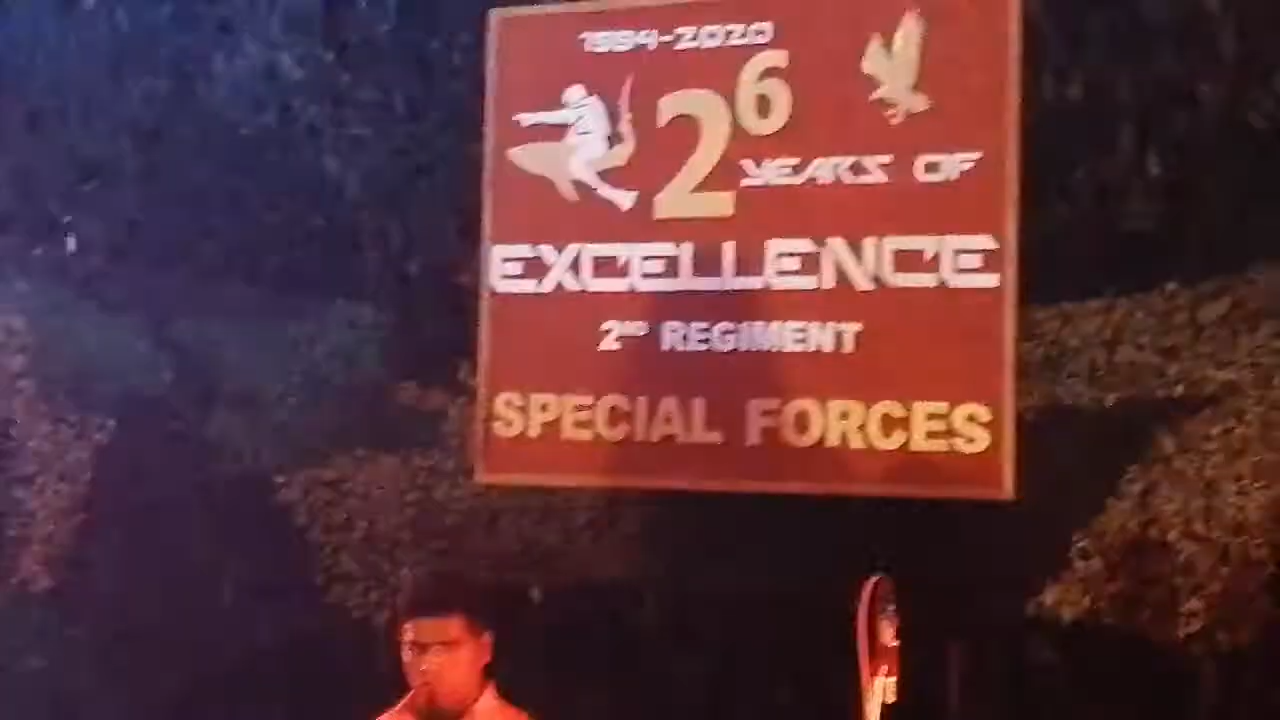 1994-2020
26
YEARS OF
EXCELLENCE
2ND REGIMENT
SPECIAL FORCES